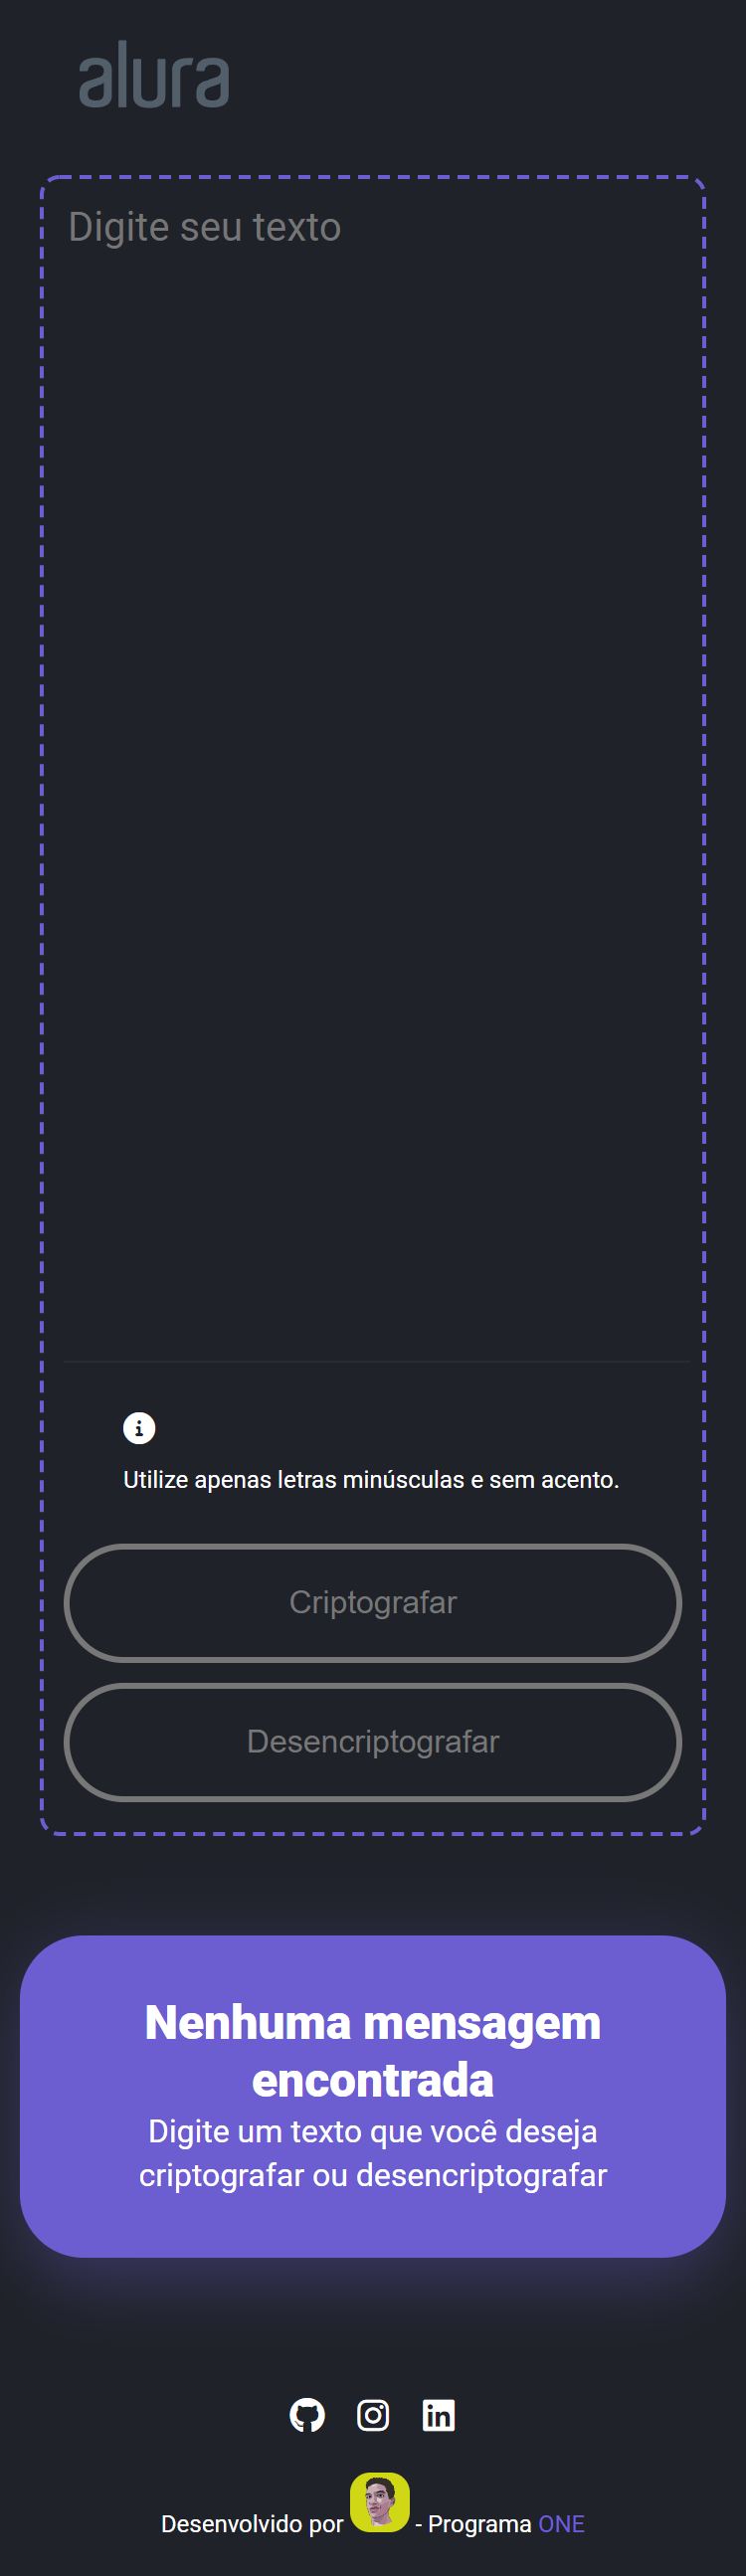 alura
Digite seu texto
Utilize apenas letras minúsculas e sem acento.
Criptografar
Desencriptografar
Nenhuma mensagem
encontrada
Digite um texto que você deseja
criptografar ou desencriptografar
Desenvolvido por - Programa ONE